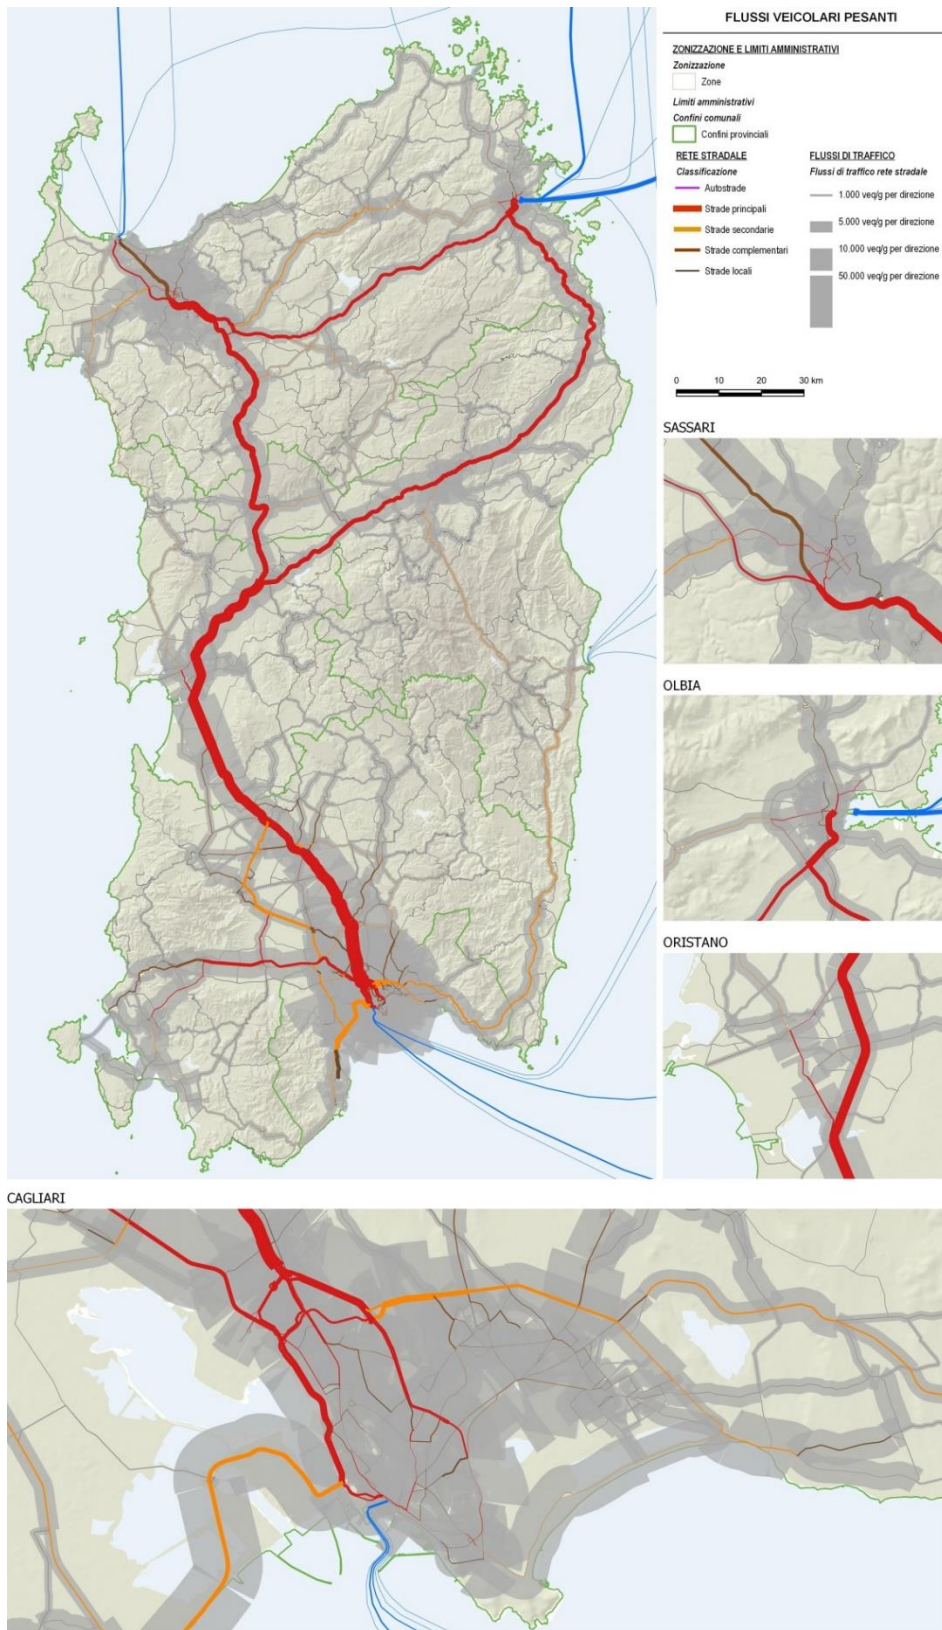 FLUSSI VEICOLARI PESANTI
ZONIZZAZIONE E LIMITI AMMINISTRATIVI
Zonizzazione
Zone
Limiti amministrativi
Confini comunali
Confini provinciali
RETE STRADALE
Classificazione
Autostrade
Strade principali
Strade secondarie
Strade complementari
Strade locali
FLUSSI DI TRAFFICO
Flussi di traffico rete stradale
1.000 veq/g per direzione
5.000 veq/g per direzione
10.000 veq/g per direzione
50.000 veq/g per direzione
0 10 20 30 km
SASSARI
OLBIA
ORISTANO
CAGLIARI